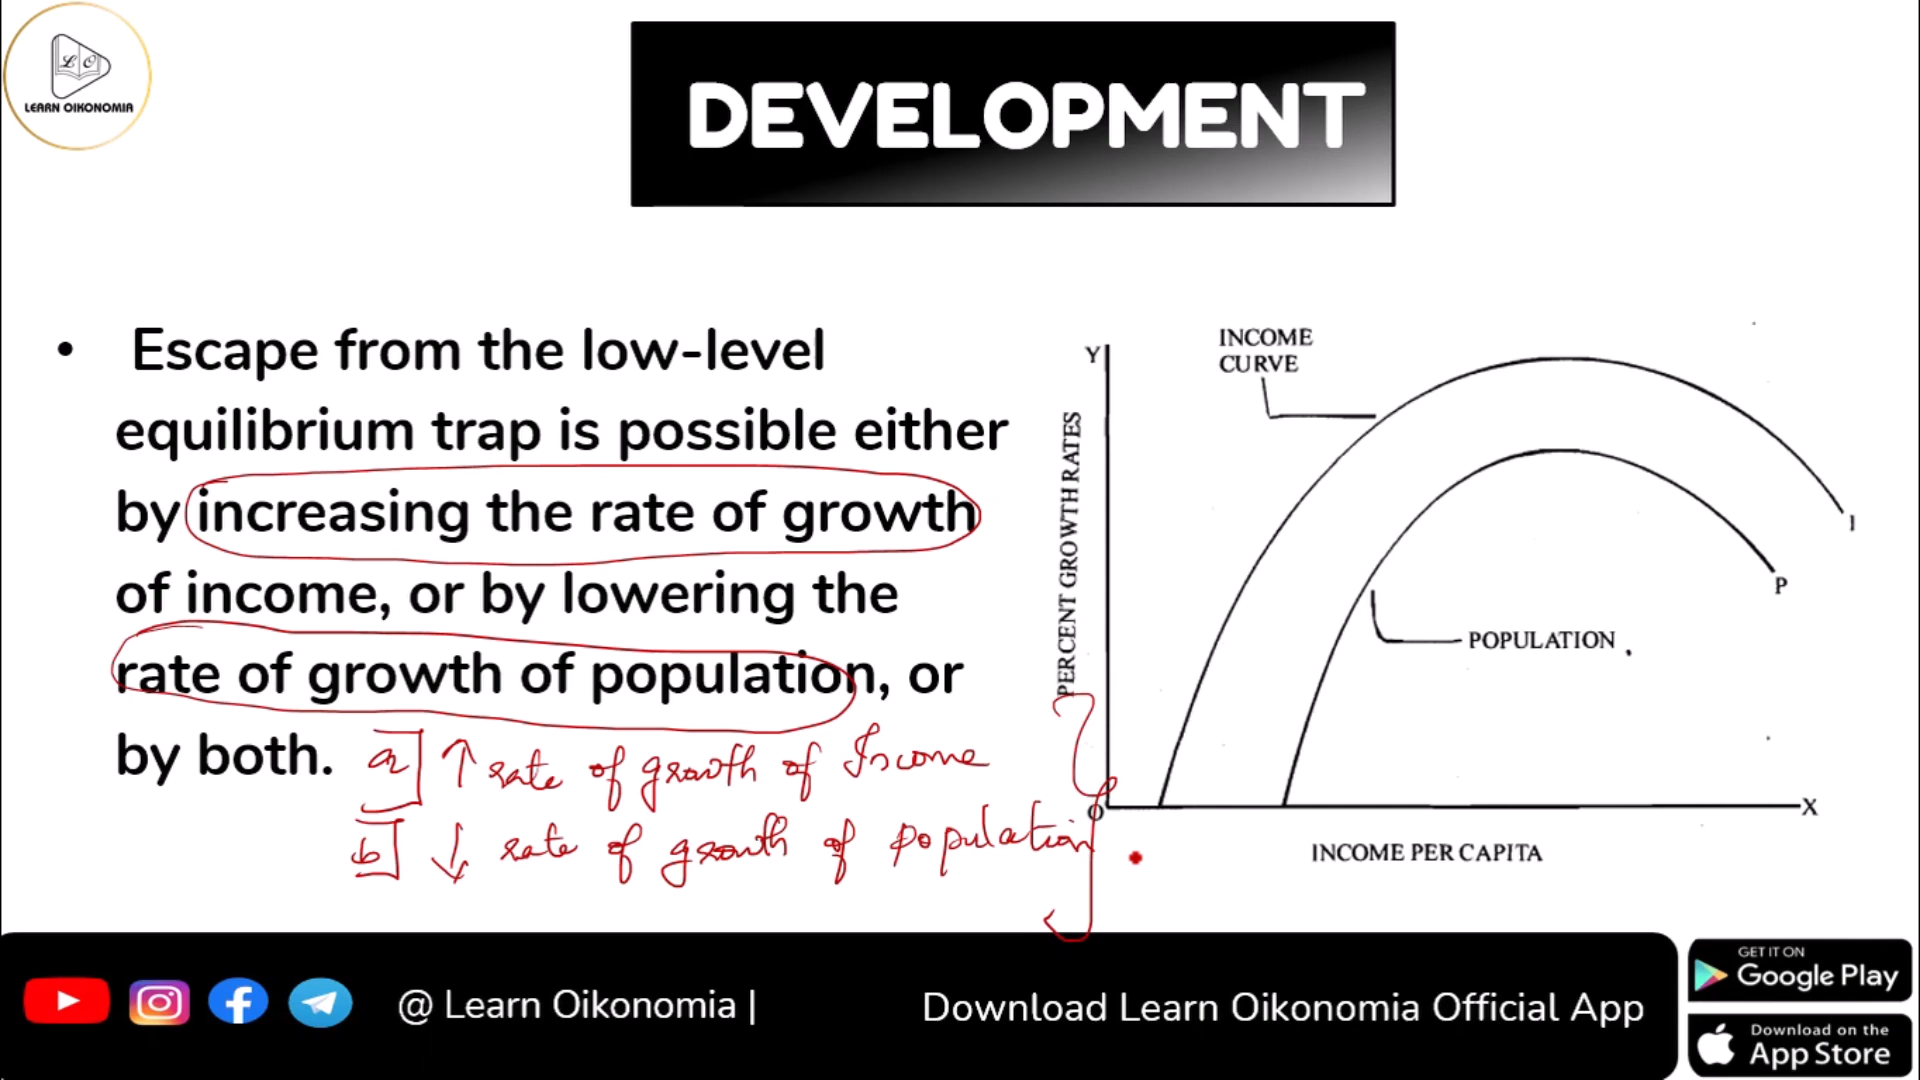 LO
LEARN OIKONOMIA
DEVELOPMENT
• Escape from the low-level
equilibrium trap is possible either
by increasing the rate of growth
of income, or by lowering the
rate of growth of population, or
by both.
a] ↑ rate of growth of Income
b] ↓ rate of growth of population
INCOME
CURVE
Y
PERCENT GROWTH RATES
I
P
POPULATION
O
X
INCOME PER CAPITA
@ Learn Oikonomia |
Download Learn Oikonomia Official App
GET IT ON
Google Play
Download on the
App Store